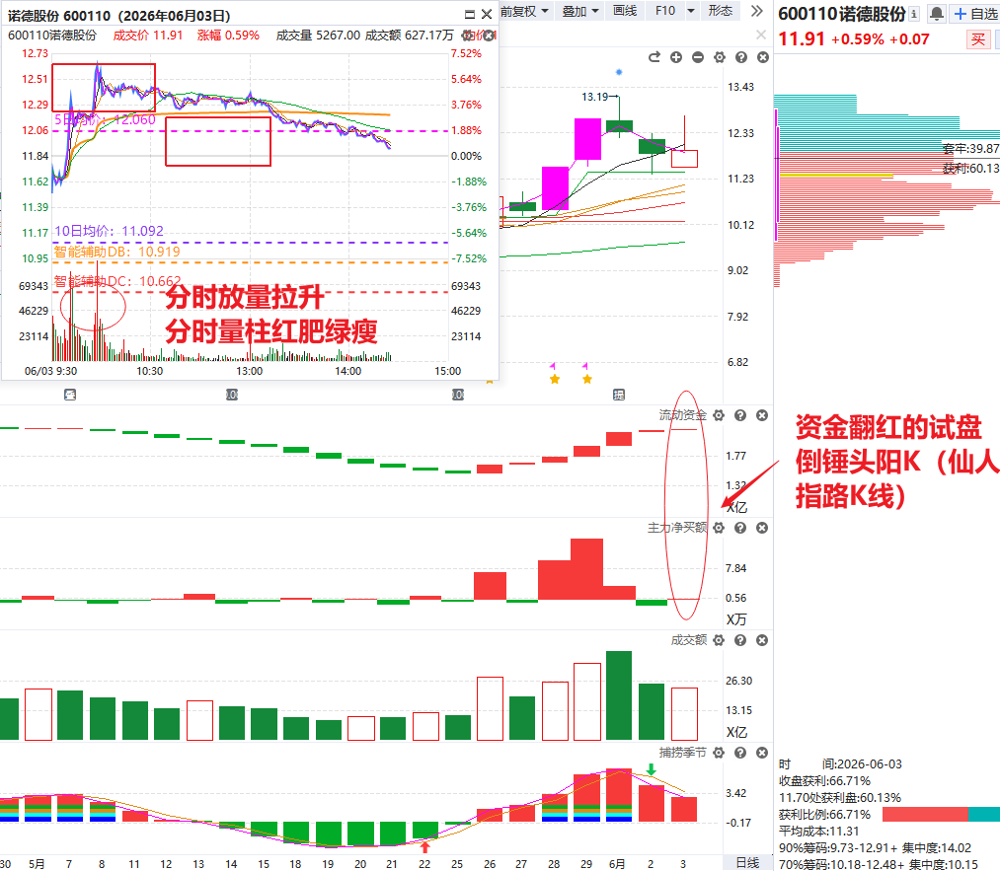 诺德股份 600110（2026年06月03日）
600110诺德股份 成交价 11.91 涨幅 0.59% 成交量 5267.00 成交额 627.17万
12.73 7.52%
12.51 5.64%
12.29 3.76%
5日均价：12.060
12.06 1.88%
11.84 0.00%
11.62 -1.88%
11.39 -3.76%
11.17 10日均价：11.092 -5.64%
智能辅助DB：10.919
10.95 -7.52%
智能辅助DC：10.662
69343 69343
46229 46229
23114 23114
分时放量拉升
分时量柱红肥绿瘦
06/03 9:30 10:30 13:00 14:00 15:00
前复权 叠加 画线 F10 形态
13.19
13.43
12.33
11.23
10.12
9.02
7.92
6.82
600110诺德股份 自选
11.91 +0.59% +0.07 买
套牢:39.87
获利:60.13
流动资金
1.77
1.32
X亿
资金翻红的试盘
倒锤头阳K（仙人
指路K线）
主力净买额
7.84
0.56
X万
成交额
26.30
13.15
X亿
捕捞季节
3.42
-0.17
30 5月 7 8 11 12 13 14 15 18 19 20 21 22 25 26 27 28 29 6月 2 3 日线
时 间:2026-06-03
收盘获利:66.71%
11.70处获利盘:60.13%
获利比例:66.71%
平均成本:11.31
90%筹码:9.73-12.91+ 集中度:14.02
70%筹码:10.18-12.48+ 集中度:10.15